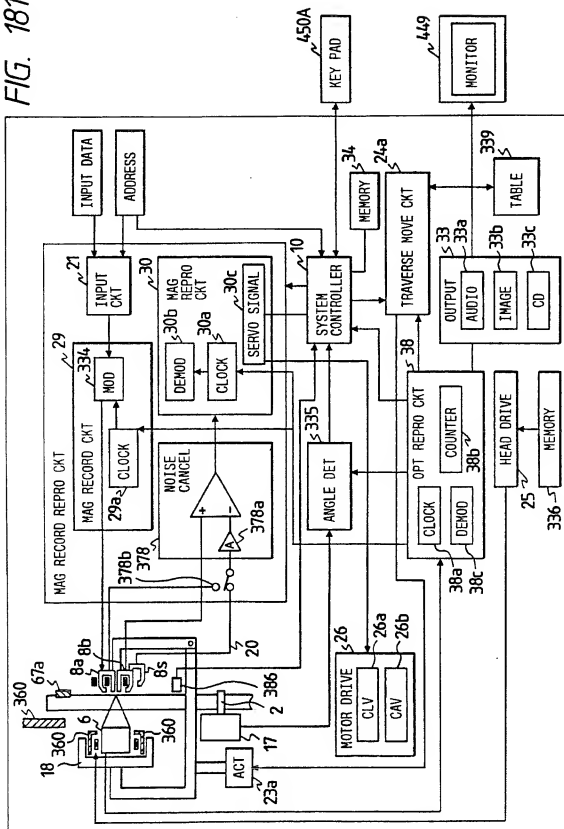 FIG. 181
INPUT DATA
ADDRESS
450A
KEY PAD
449
MONITOR
MAG RECORD REPRO CKT
29
MAG RECORD CKT
334
MOD
CLOCK
29a
21
INPUT CKT
30
MAG REPRO CKT
30b
DEMOD
30a
CLOCK
30c
SERVO SIGNAL
NOISE CANCEL
+
-
A
378
378a
378b
10
SYSTEM CONTROLLER
34
MEMORY
24a
TRAVERSE MOVE CKT
339
TABLE
335
ANGLE DET
38
OPT REPRO CKT
COUNTER
38b
CLOCK
38a
DEMOD
38c
33
OUTPUT
33a
AUDIO
33b
IMAGE
33c
CD
HEAD DRIVE
25
MEMORY
336
26
MOTOR DRIVE
26a
CLV
26b
CAV
20
8a
8b
8s
67a
360
6
360
360
18
386
2
17
ACT
23a